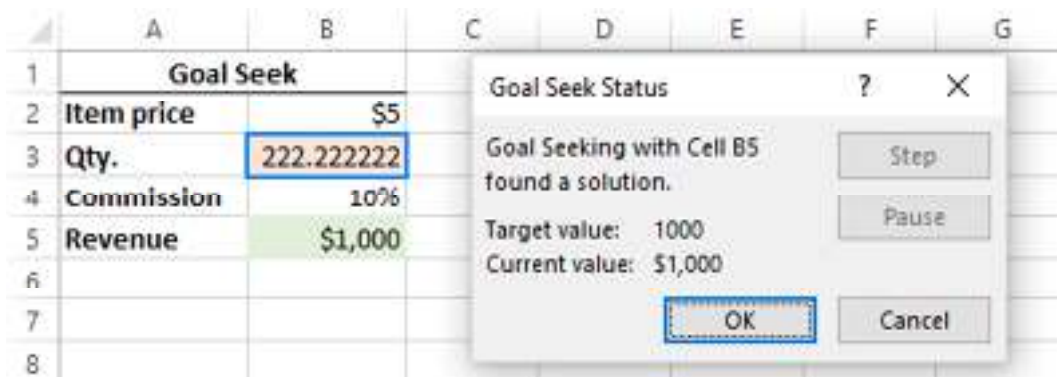 A B C D E F G
1 Goal Seek
2 Item price $5
3 Qty. 222.222222
4 Commission 10%
5 Revenue $1,000
6
7
8
Goal Seek Status ? ×
Goal Seeking with Cell B5
found a solution.
Step
Target value: 1000
Pause
Current value: $1,000
OK Cancel